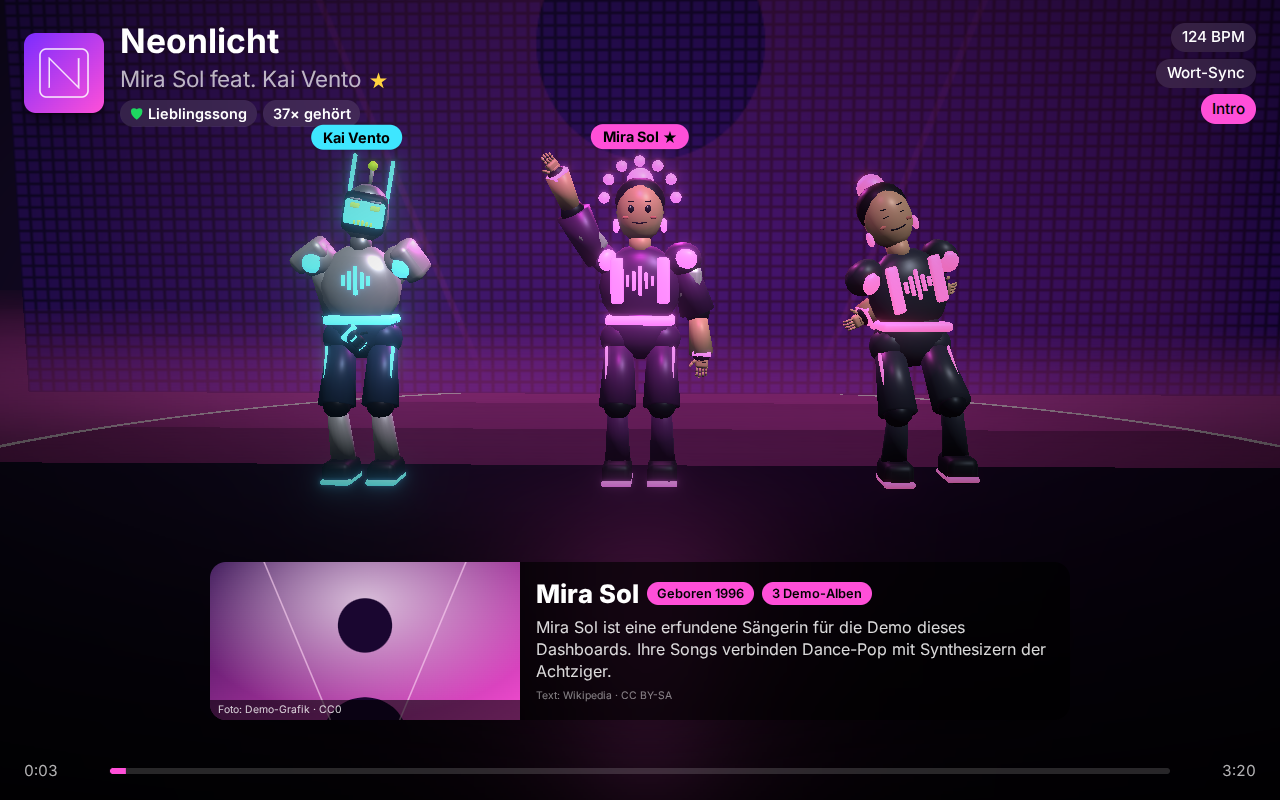 N
Neonlicht
Mira Sol feat. Kai Vento ★
Lieblingssong
37× gehört
124 BPM
Wort-Sync
Intro
Kai Vento
Mira Sol ★
Mira Sol
Geboren 1996
3 Demo-Alben
Mira Sol ist eine erfundene Sängerin für die Demo dieses
Dashboards. Ihre Songs verbinden Dance-Pop mit Synthesizern der
Achtziger.
Text: Wikipedia · CC BY-SA
Foto: Demo-Grafik · CC0
0:03
3:20